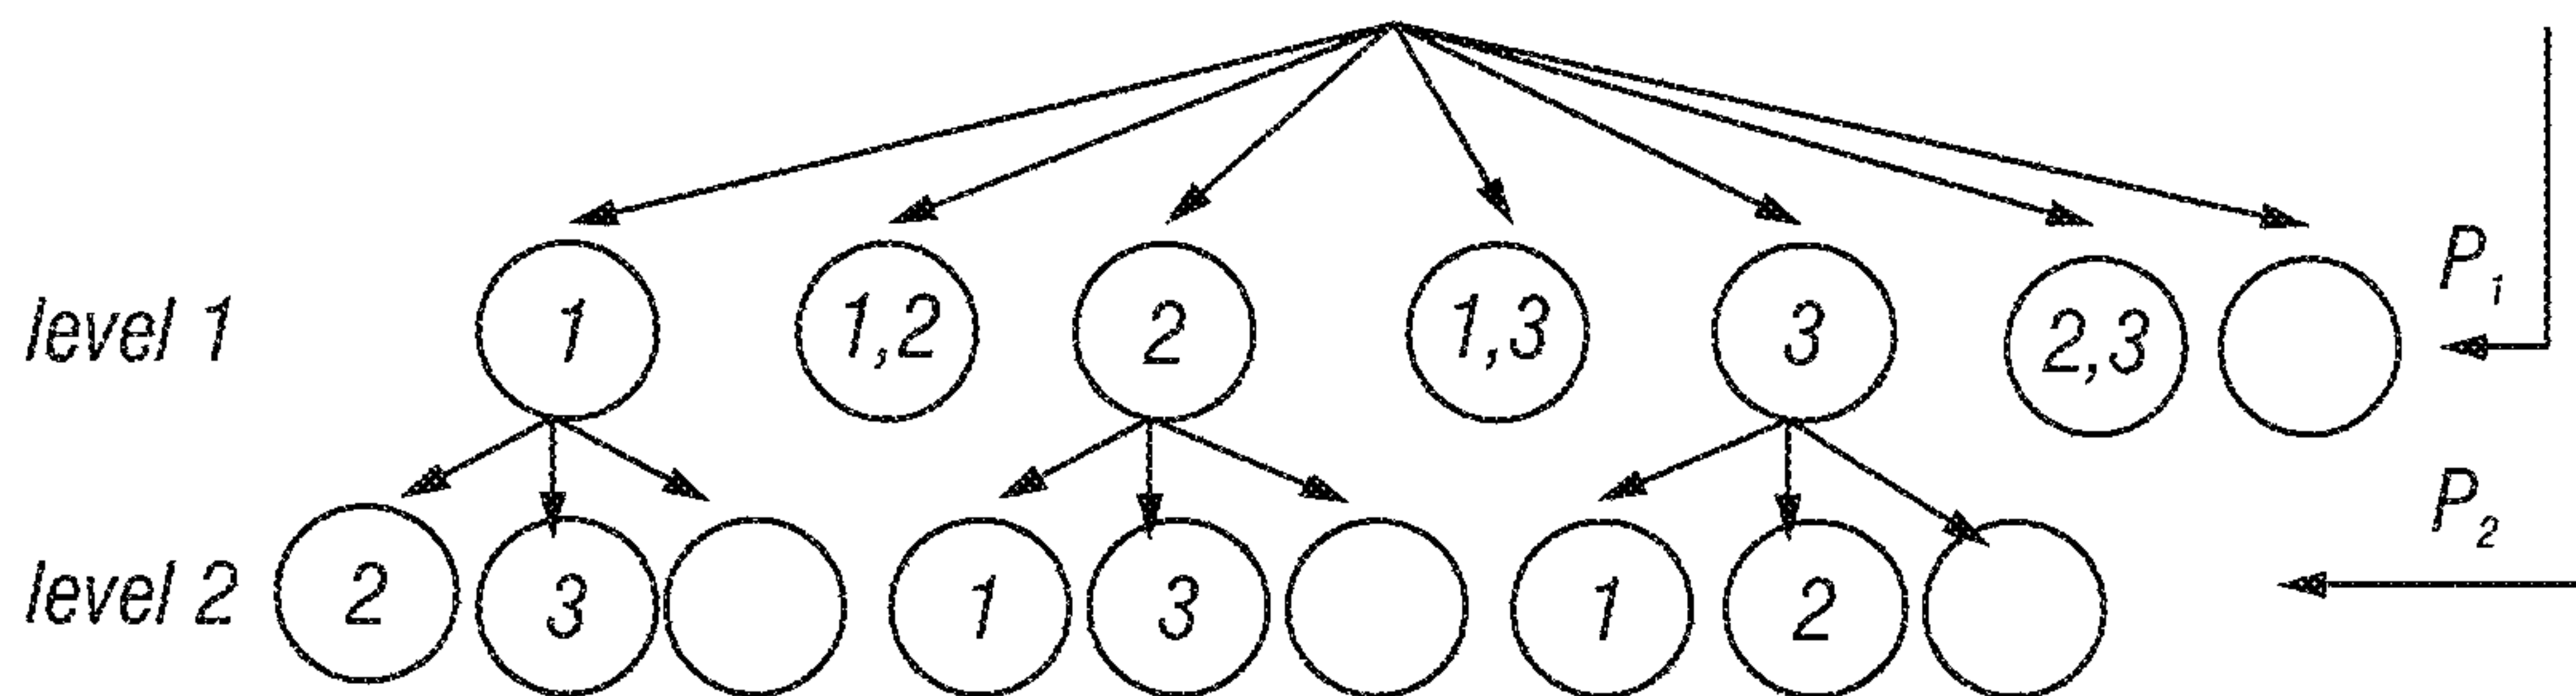 P₁
level 1 1 1,2 2 1,3 3 2,3
P₂
level 2 2 3 1 3 1 2